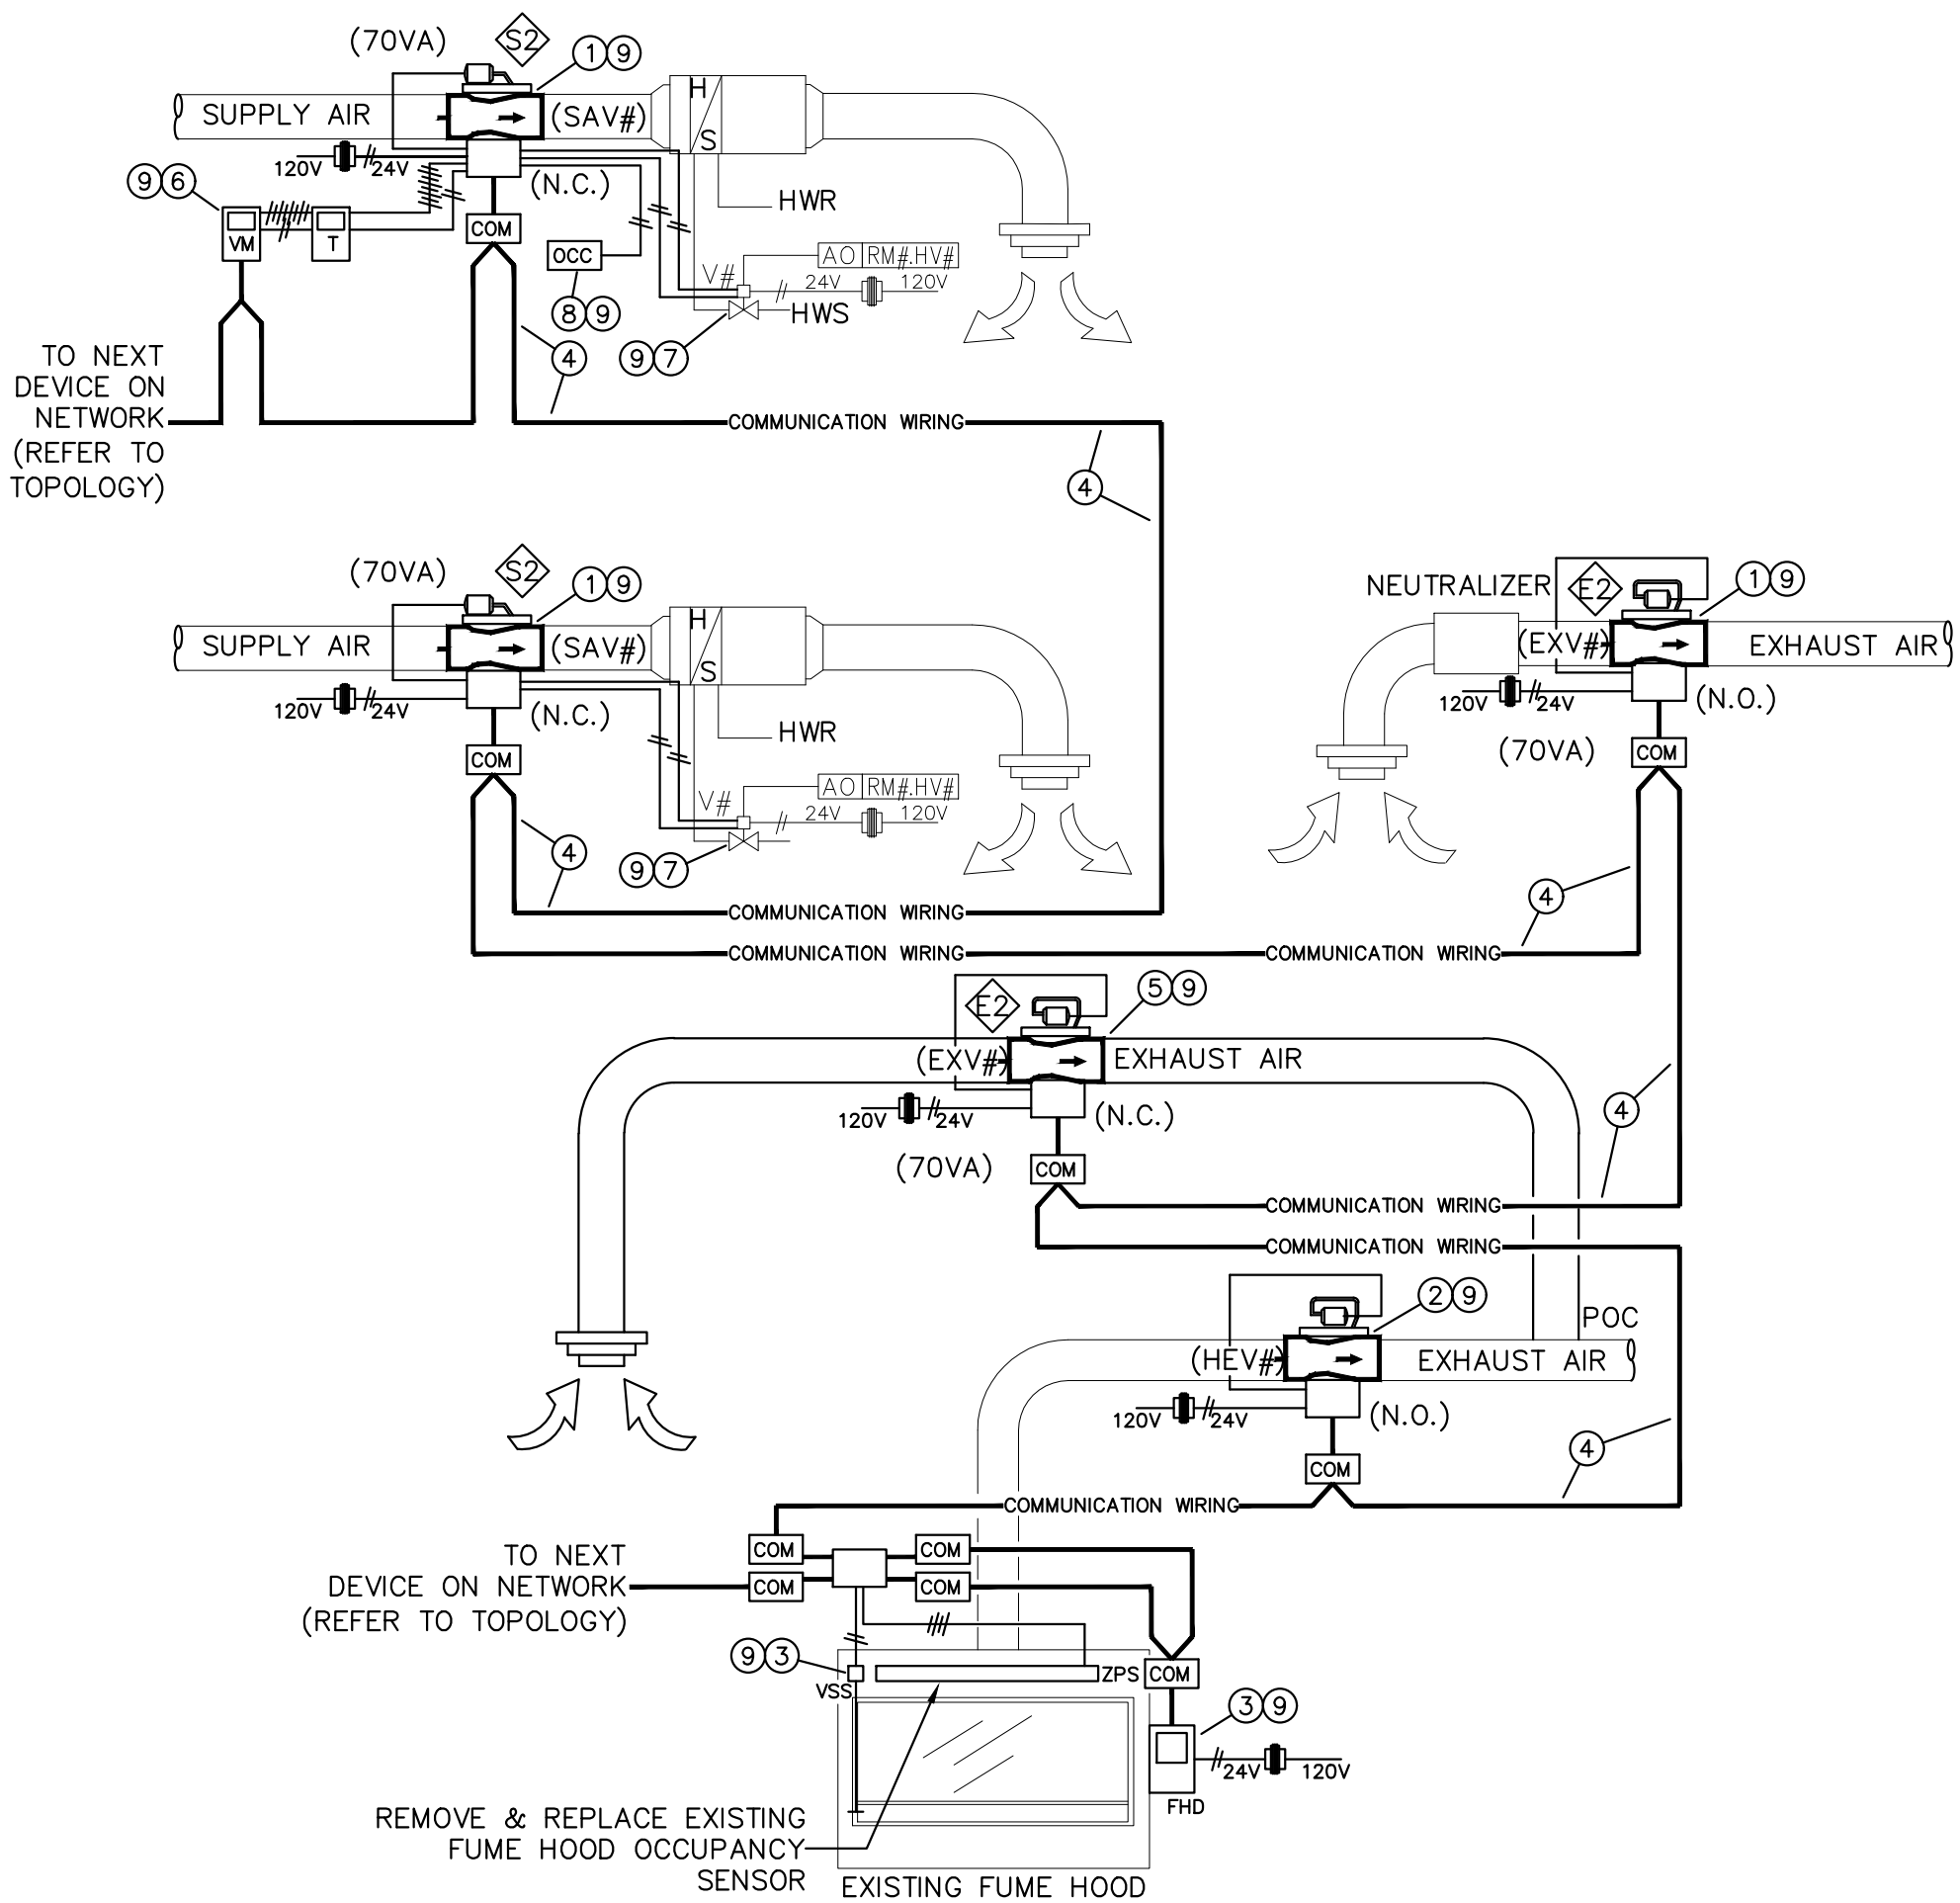 (70VA)
S2
1 9
SUPPLY AIR
(SAV#)
H
S
120V
24V
(N.C.)
9 6
VM
T
COM
OCC
8 9
HWR
V#
AO RM#.HV#
24V
120V
HWS
9 7
4
TO NEXT
DEVICE ON
NETWORK
(REFER TO
TOPOLOGY)
COMMUNICATION WIRING
4
(70VA)
S2
1 9
SUPPLY AIR
(SAV#)
H
S
120V
24V
(N.C.)
COM
HWR
V#
AO RM#.HV#
24V
120V
9 7
4
COMMUNICATION WIRING
COMMUNICATION WIRING
COMMUNICATION WIRING
NEUTRALIZER
E2
1 9
(EXV#)
EXHAUST AIR
120V
24V
(N.O.)
(70VA)
COM
4
E2
5 9
(EXV#)
EXHAUST AIR
120V
24V
(N.C.)
(70VA)
COM
4
COMMUNICATION WIRING
COMMUNICATION WIRING
2 9
POC
(HEV#)
EXHAUST AIR
120V
24V
(N.O.)
COM
4
COMMUNICATION WIRING
COM
COM
COM
COM
TO NEXT
DEVICE ON NETWORK
(REFER TO TOPOLOGY)
9 3
VSS
ZPS
COM
3 9
24V
120V
FHD
REMOVE & REPLACE EXISTING
FUME HOOD OCCUPANCY
SENSOR
EXISTING FUME HOOD